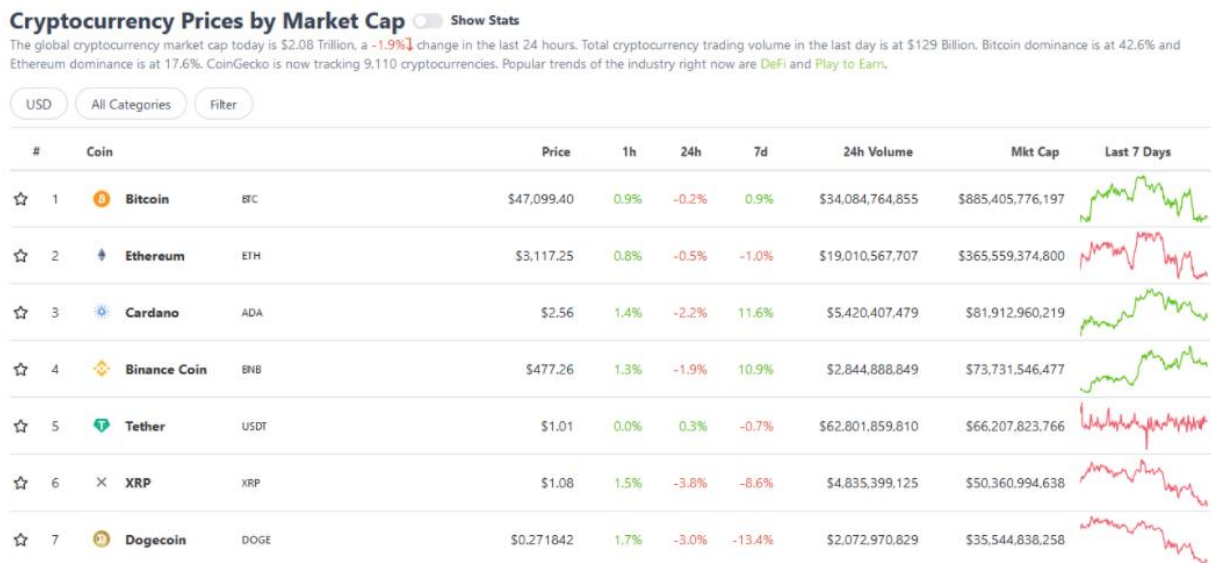 Cryptocurrency Prices by Market Cap Show Stats
The global cryptocurrency market cap today is $2.08 Trillion, a -1.9% change in the last 24 hours. Total cryptocurrency trading volume in the last day is at $129 Billion. Bitcoin dominance is at 42.6% and
Ethereum dominance is at 17.6%. CoinGecko is now tracking 9,110 cryptocurrencies. Popular trends of the industry right now are DeFi and Play to Earn.
USD All Categories Filter
# Coin Price 1h 24h 7d 24h Volume Mkt Cap Last 7 Days
1 Bitcoin BTC $47,099.40 0.9% -0.2% 0.9% $34,084,764,855 $885,405,776,197
2 Ethereum ETH $3,117.25 0.8% -0.5% -1.0% $19,010,567,707 $365,559,374,800
3 Cardano ADA $2.56 1.4% -2.2% 11.6% $5,420,407,479 $81,912,960,219
4 Binance Coin BNB $477.26 1.3% -1.9% 10.9% $2,844,888,849 $73,731,546,477
5 Tether USDT $1.01 0.0% 0.3% -0.7% $62,801,859,810 $66,207,823,766
6 XRP XRP $1.08 1.5% -3.8% -8.6% $4,835,399,125 $50,360,994,638
7 Dogecoin DOGE $0.271842 1.7% -3.0% -13.4% $2,072,970,829 $35,544,838,258